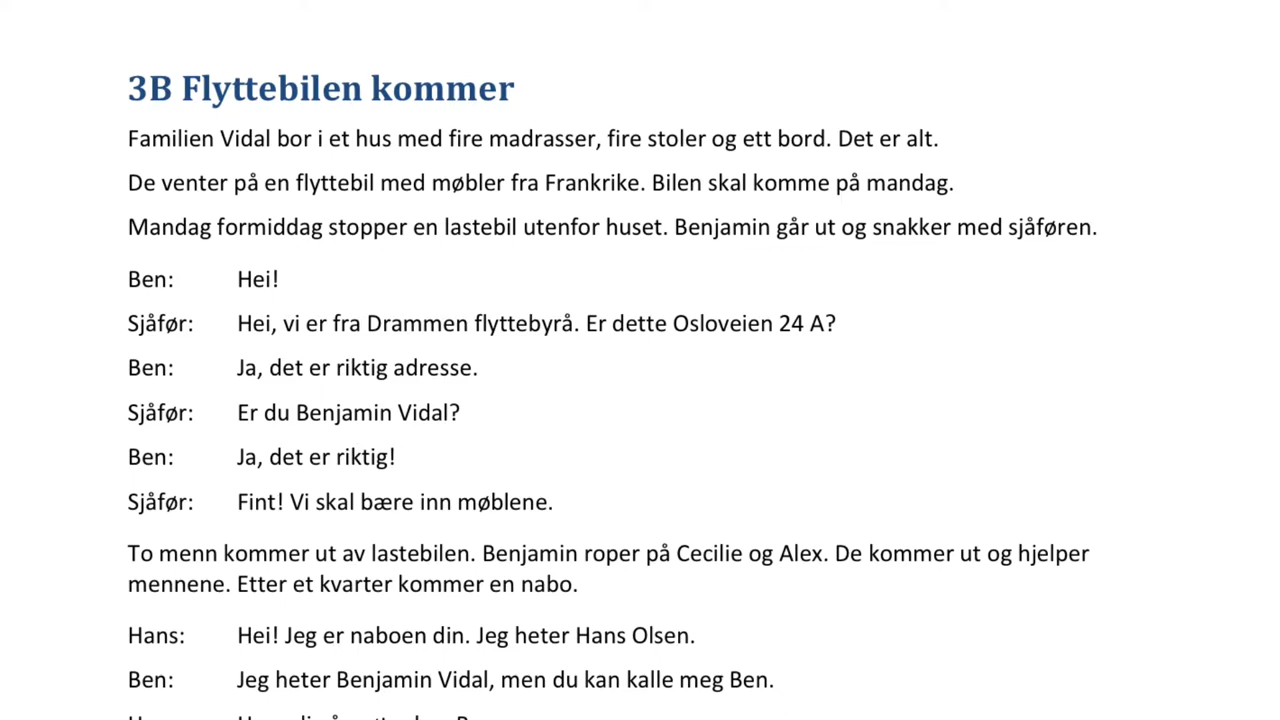 3B Flyttebilen kommer
Familien Vidal bor i et hus med fire madrasser, fire stoler og ett bord. Det er alt.
De venter på en flyttebil med møbler fra Frankrike. Bilen skal komme på mandag.
Mandag formiddag stopper en lastebil utenfor huset. Benjamin går ut og snakker med sjåføren.
Ben: Hei!
Sjåfør: Hei, vi er fra Drammen flyttebyrå. Er dette Osloveien 24 A?
Ben: Ja, det er riktig adresse.
Sjåfør: Er du Benjamin Vidal?
Ben: Ja, det er riktig!
Sjåfør: Fint! Vi skal bære inn møblene.
To menn kommer ut av lastebilen. Benjamin roper på Cecilie og Alex. De kommer ut og hjelper
mennene. Etter et kvarter kommer en nabo.
Hans: Hei! Jeg er naboen din. Jeg heter Hans Olsen.
Ben: Jeg heter Benjamin Vidal, men du kan kalle meg Ben.